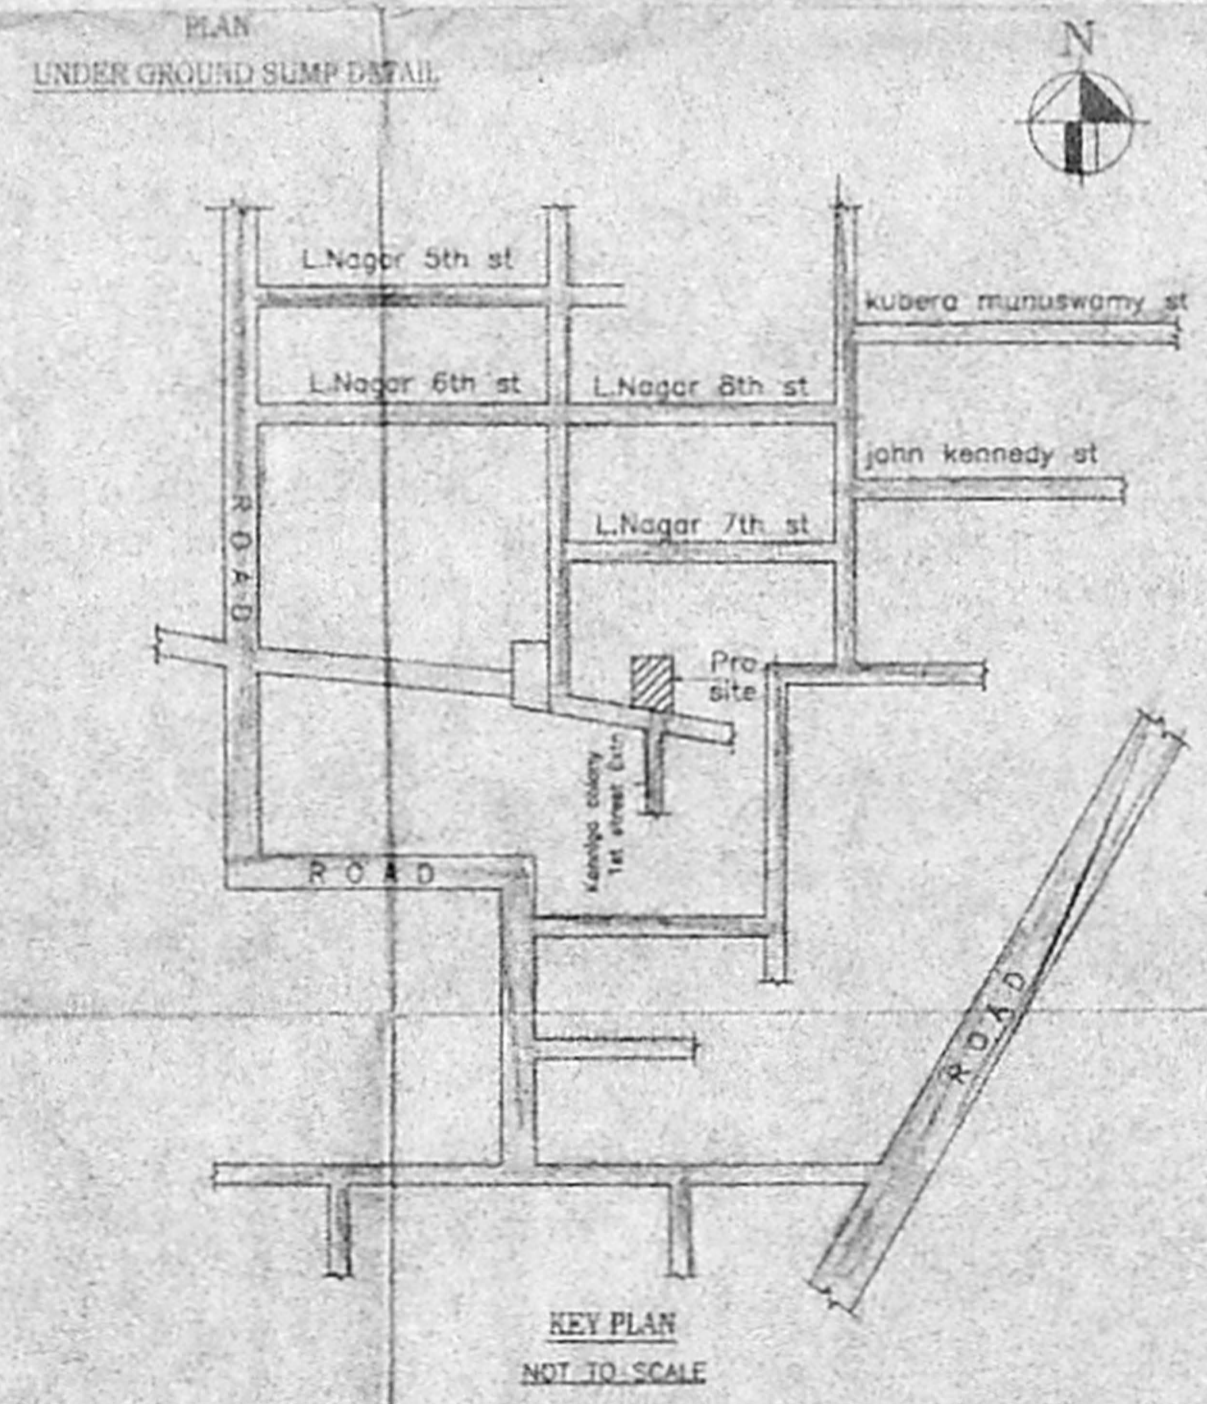 PLAN
UNDER GROUND SUMP DETAIL
N
L.Nagar 5th st
kubera munuswamy st
L.Nagar 6th st
L.Nagar 8th st
john kennedy st
L.Nagar 7th st
ROAD
Pro
site
colony
1st street Extn
ROAD
ROAD
KEY PLAN
NOT TO SCALE